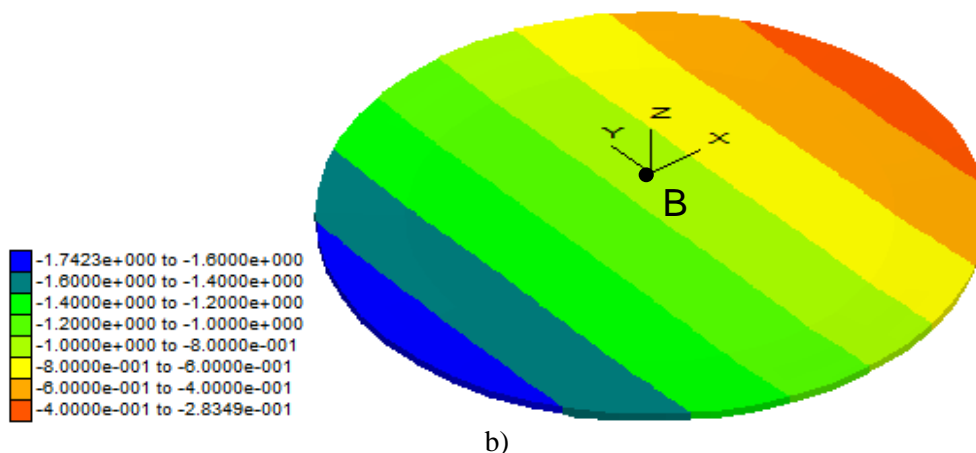 Z
Y X
B
-1.7423e+000 to -1.6000e+000
-1.6000e+000 to -1.4000e+000
-1.4000e+000 to -1.2000e+000
-1.2000e+000 to -1.0000e+000
-1.0000e+000 to -8.0000e-001
-8.0000e-001 to -6.0000e-001
-6.0000e-001 to -4.0000e-001
-4.0000e-001 to -2.8349e-001
b)